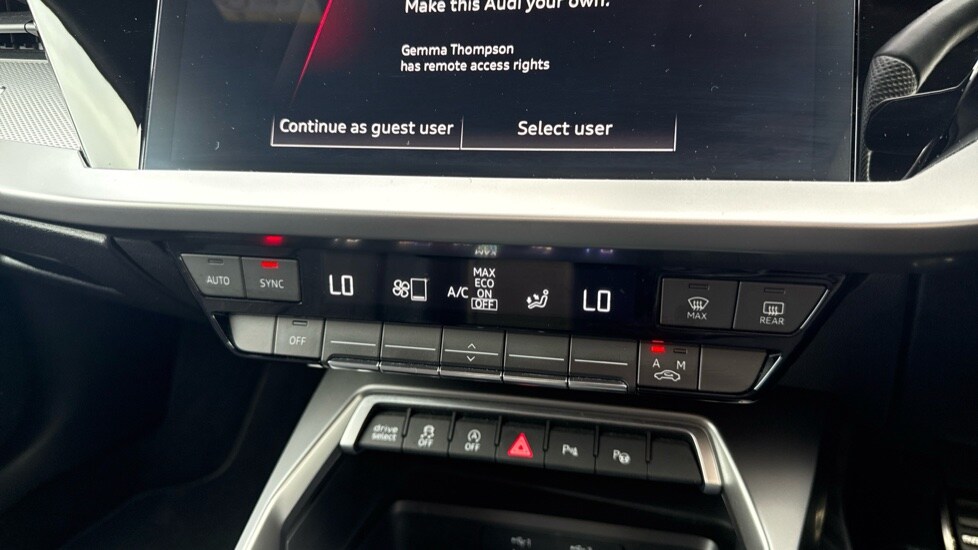 Make this Audi your own.
Gemma Thompson
has remote access rights
Continue as guest user
Select user
AUTO
SYNC
LO
A/C
MAX
ECO
ON
OFF
LO
MAX
REAR
OFF
A M
drive
select
OFF
OFF
P
P